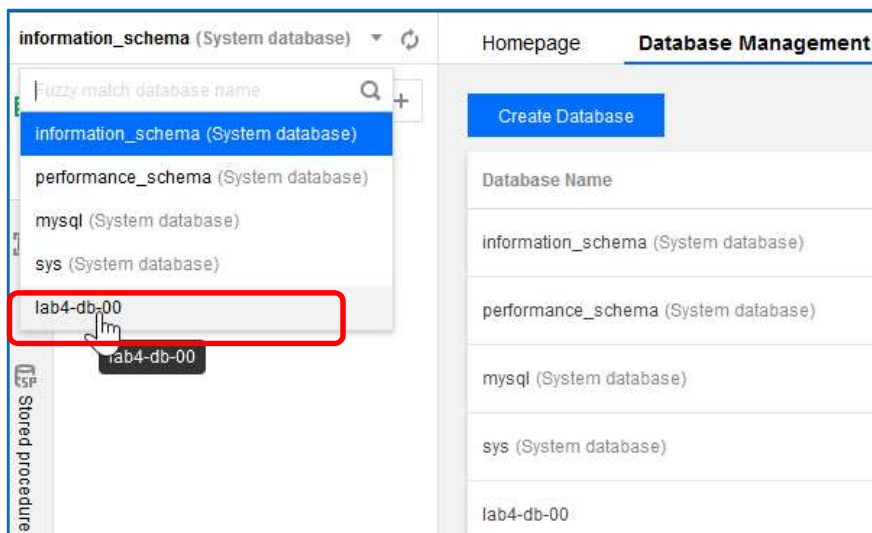 information_schema (System database)
Fuzzy match database name
information_schema (System database)
performance_schema (System database)
mysql (System database)
sys (System database)
lab4-db-00
lab4-db-00
SP
Stored procedure
Homepage
Database Management
Create Database
Database Name
information_schema (System database)
performance_schema (System database)
mysql (System database)
sys (System database)
lab4-db-00